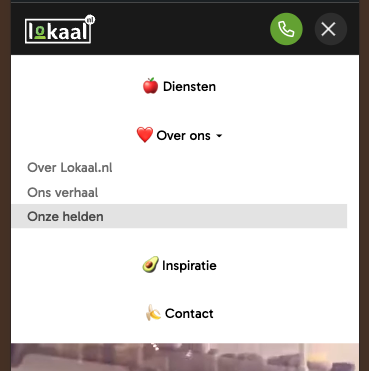 lokaal
nl
Diensten
Over ons
Over Lokaal.nl
Ons verhaal
Onze helden
Inspiratie
Contact